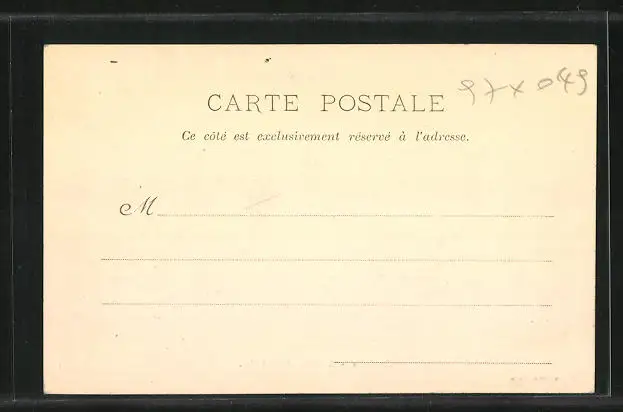 97x049
CARTE POSTALE
Ce côté est exclusivement réservé à l'adresse.
M